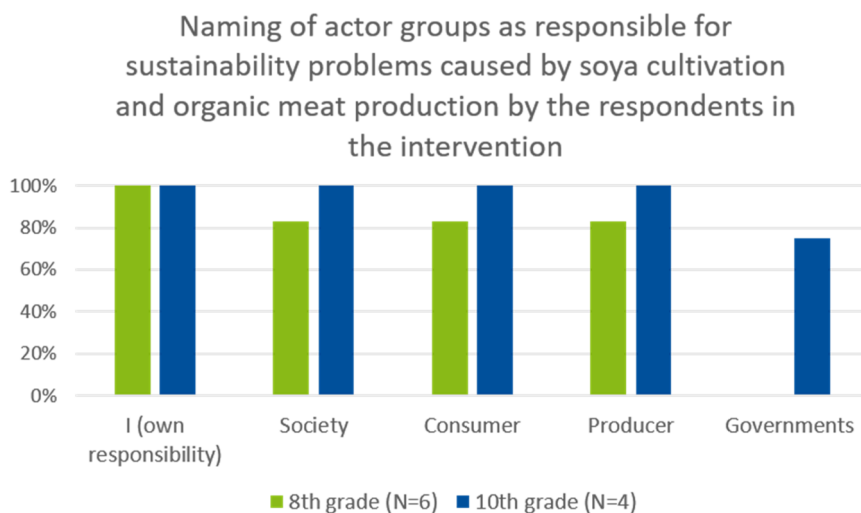 Naming of actor groups as responsible for
sustainability problems caused by soya cultivation
and organic meat production by the respondents in
the intervention
100%
80%
60%
40%
20%
0%
I (own
responsibility)
Society
Consumer
Producer
Governments
8th grade (N=6)
10th grade (N=4)